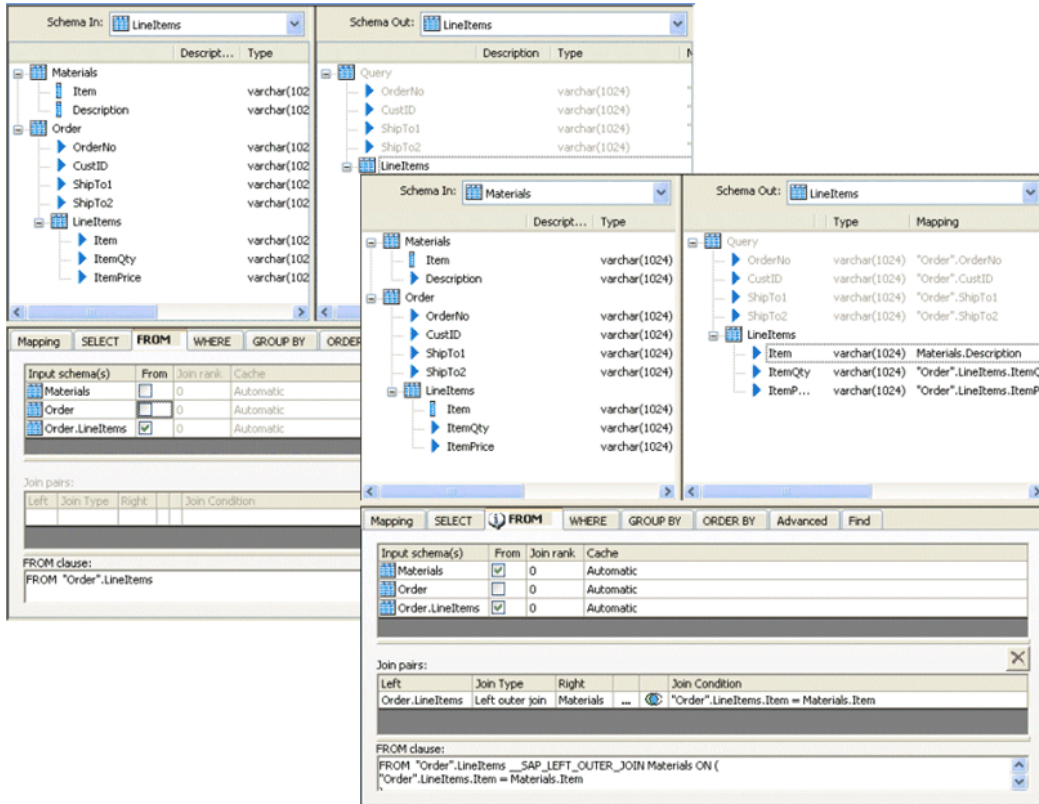 Schema In: LineItems
Descript... Type
Materials
Item varchar(102
Description varchar(102
Order
OrderNo varchar(102
CustID varchar(102
ShipTo1 varchar(102
ShipTo2 varchar(102
LineItems
Item varchar(102
ItemQty varchar(102
ItemPrice varchar(102
Schema Out: LineItems
Description Type
Query
OrderNo varchar(1024)
CustID varchar(1024)
ShipTo1 varchar(1024)
ShipTo2 varchar(1024)
LineItems
Mapping SELECT FROM WHERE GROUP BY ORDER
Input schema(s) From Join rank Cache
Materials 0 Automatic
Order 0 Automatic
Order.LineItems 0 Automatic
Join pairs:
Left Join Type Right Join Condition
FROM clause:
FROM "Order".LineItems
Schema In: Materials
Descript... Type
Materials
Item varchar(1024)
Description varchar(1024)
Order
OrderNo varchar(1024)
CustID varchar(1024)
ShipTo1 varchar(1024)
ShipTo2 varchar(1024)
LineItems
Item varchar(1024)
ItemQty varchar(1024)
ItemPrice varchar(1024)
Schema Out: LineItems
Type Mapping
Query
OrderNo varchar(1024) "Order".OrderNo
CustID varchar(1024) "Order".CustID
ShipTo1 varchar(1024) "Order".ShipTo1
ShipTo2 varchar(1024) "Order".ShipTo2
LineItems
Item varchar(1024) Materials.Description
ItemQty varchar(1024) "Order".LineItems.ItemQ
ItemP... varchar(1024) "Order".LineItems.ItemP
Mapping SELECT FROM WHERE GROUP BY ORDER BY Advanced Find
Input schema(s) From Join rank Cache
Materials 0 Automatic
Order 0 Automatic
Order.LineItems 0 Automatic
Join pairs:
Left Join Type Right Join Condition
Order.LineItems Left outer join Materials ... "Order".LineItems.Item = Materials.Item
FROM clause:
FROM "Order".LineItems __SAP_LEFT_OUTER_JOIN Materials ON (
"Order".LineItems.Item = Materials.Item